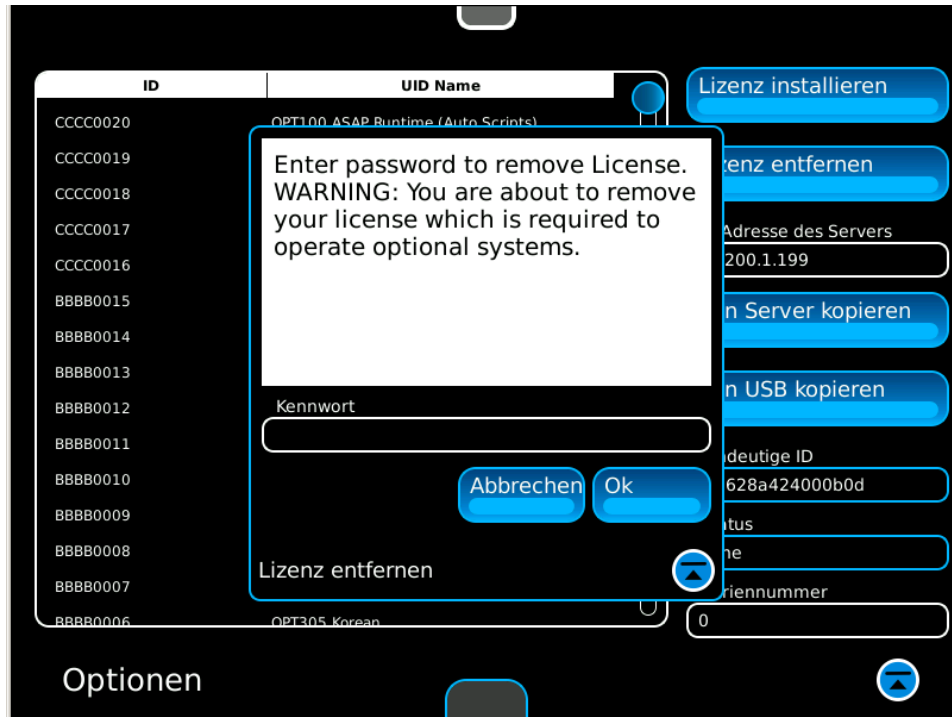 ID UID Name
CCCC0020 OPT100 ASAP Runtime (Auto Scripts)
CCCC0019
CCCC0018
CCCC0017
CCCC0016
BBBB0015
BBBB0014
BBBB0013
BBBB0012
BBBB0011
BBBB0010
BBBB0009
BBBB0008
BBBB0007
BBBB0006 OPT305 Korean
Enter password to remove License.
WARNING: You are about to remove
your license which is required to
operate optional systems.
Kennwort
Abbrechen Ok
Lizenz entfernen
Lizenz installieren
zenz entfernen
Adresse des Servers
200.1.199
n Server kopieren
n USB kopieren
deutige ID
628a424000b0d
tus
ne
riennummer
0
Optionen